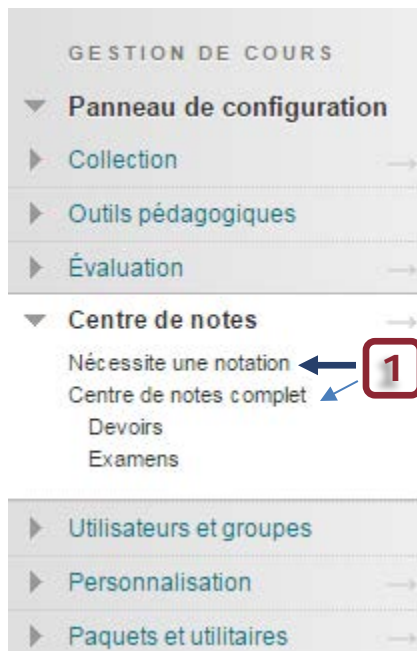 GESTION DE COURS
Panneau de configuration
Collection
Outils pédagogiques
Évaluation
Centre de notes
Nécessite une notation
1
Centre de notes complet
Devoirs
Examens
Utilisateurs et groupes
Personnalisation
Paquets et utilitaires